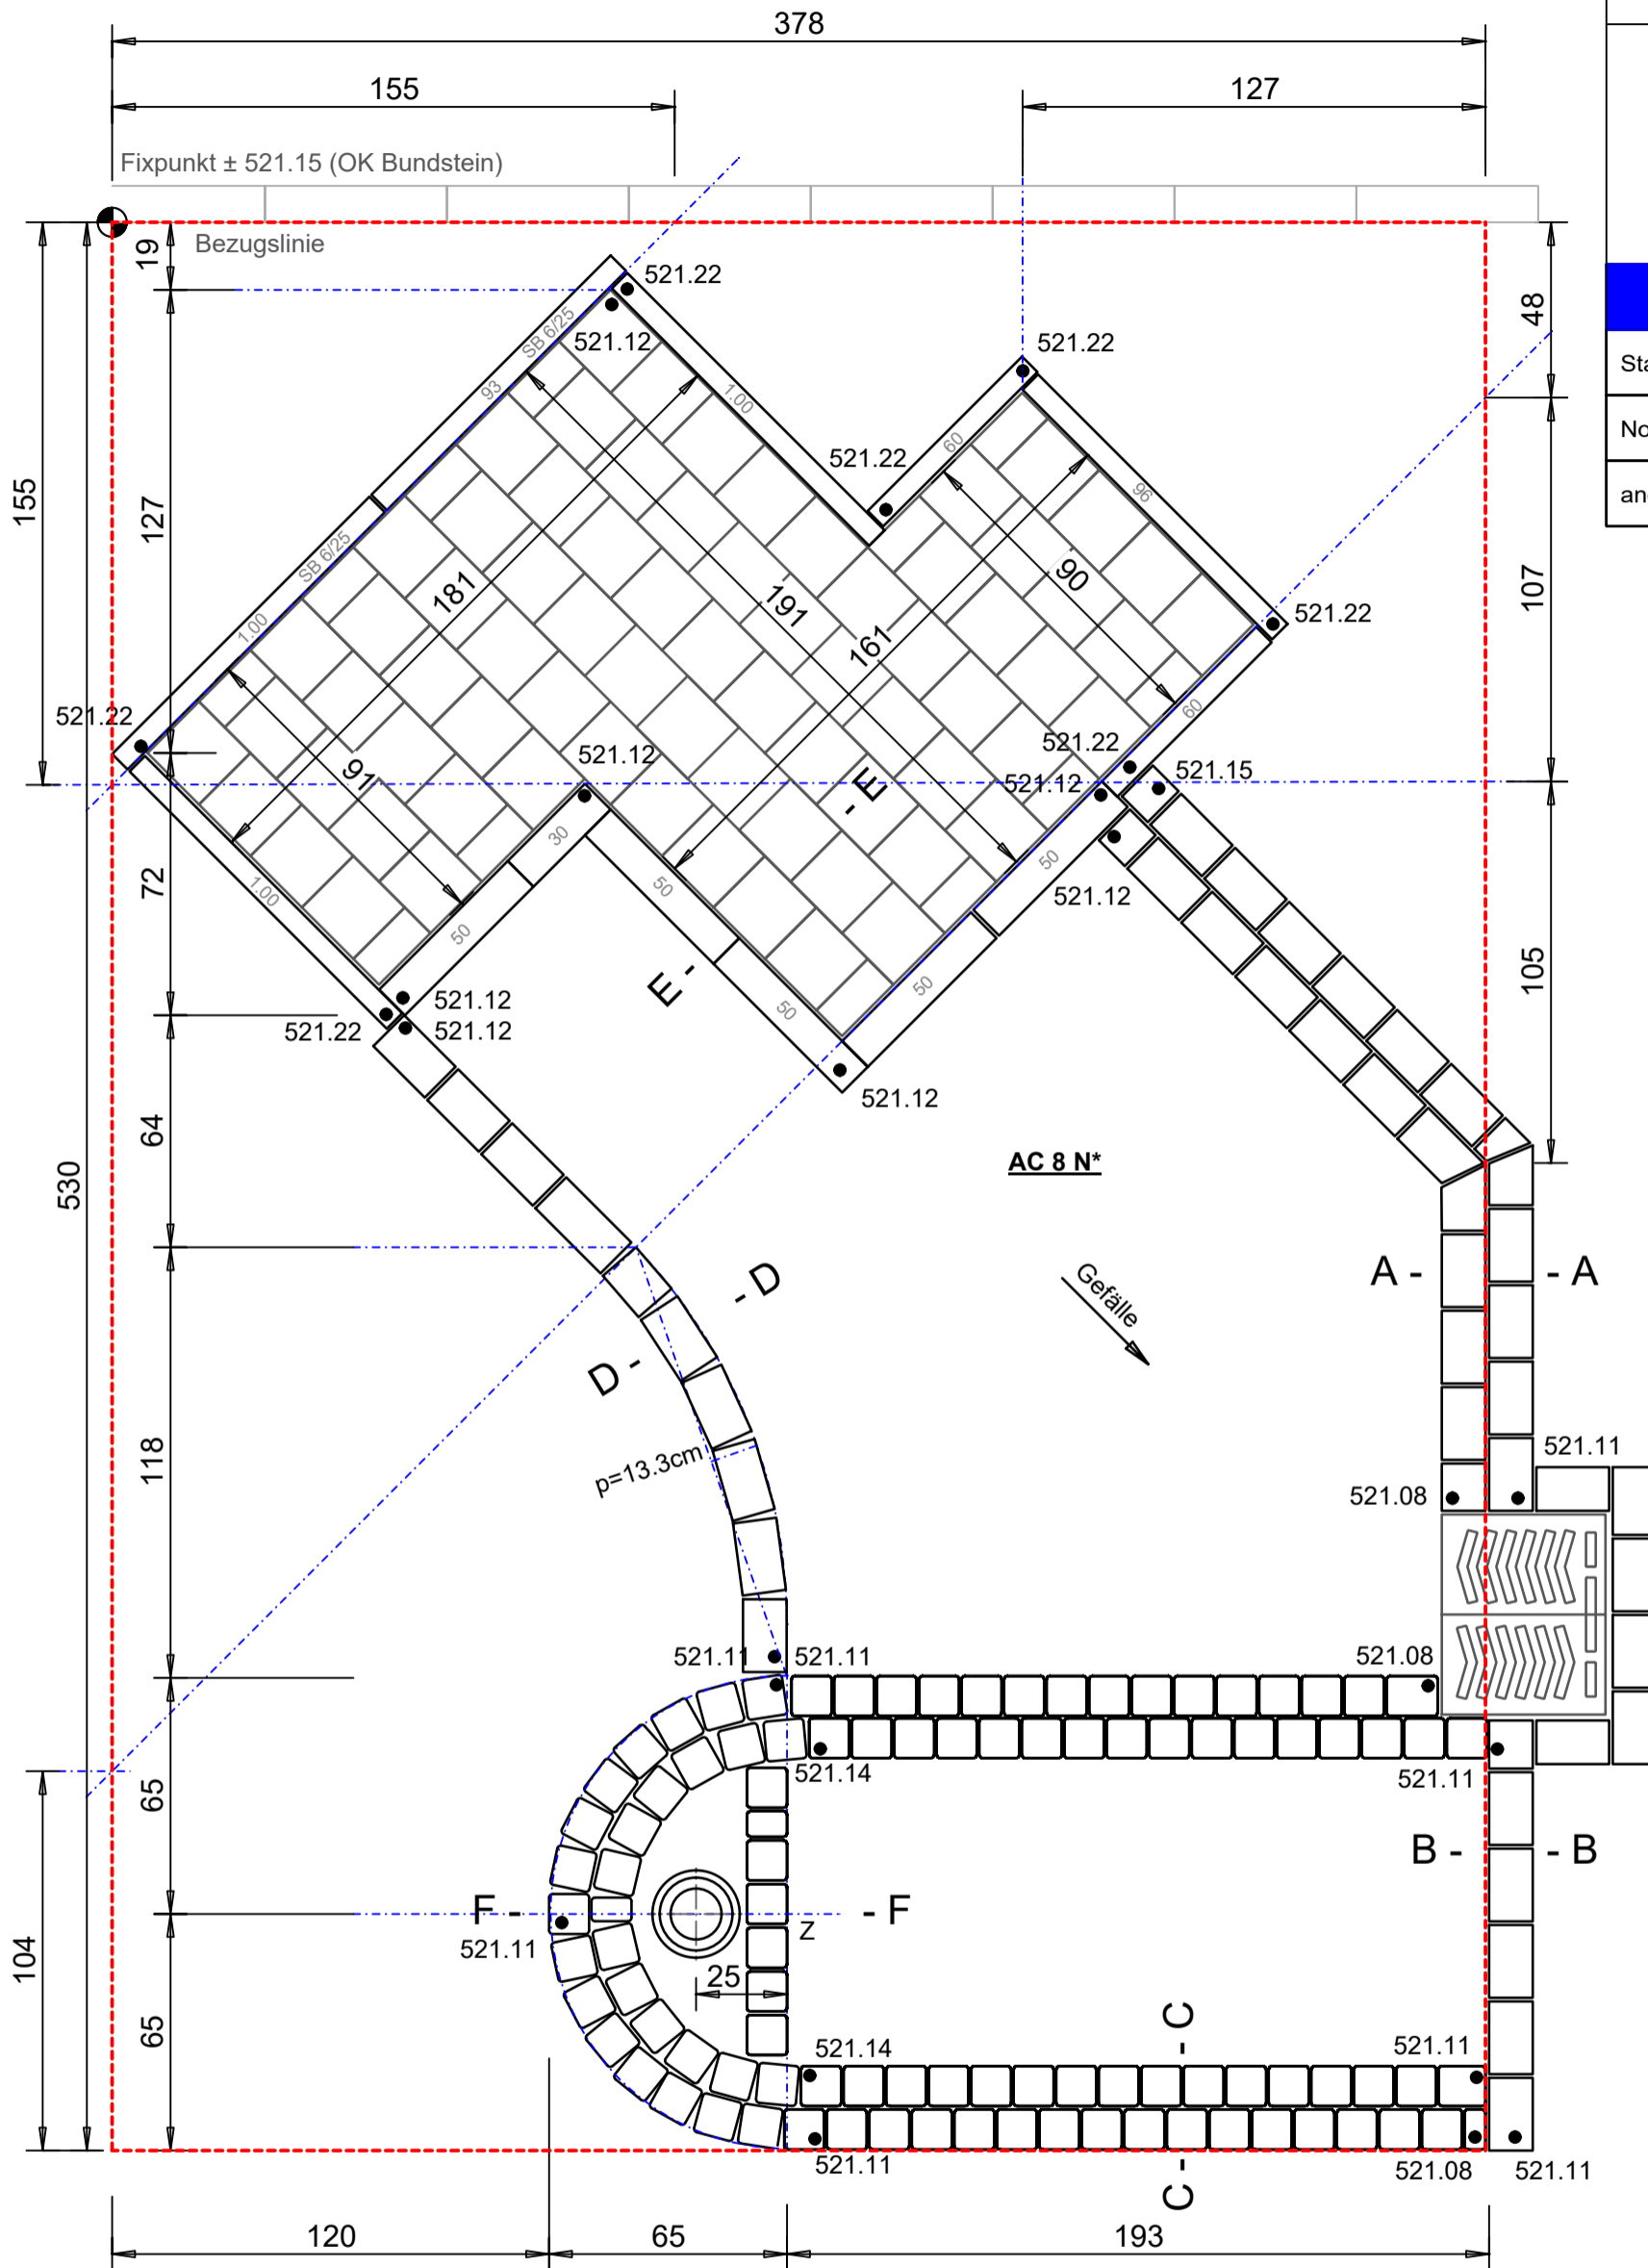 378
155
127
Fixpunkt ± 521.15 (OK Bundstein)
Bezugslinie
19
48
521.22
521.12
SB 6/25
93
1.00
521.22
60
521.22
96
155
127
107
181
191
161
90
SB 6/25
1.00
521.22
521.22
60
521.22
521.15
521.12
521.12
91
- E
30
50
50
521.12
72
1.00
50
E -
50
50
105
521.12
521.22
521.12
521.12
64
530
AC 8 N*
Gefälle
A -
- A
- D
D -
118
p=13.3cm
521.11
521.08
521.11
521.11
521.08
521.14
521.11
65
B -
- B
F -
- F
Z
521.11
104
25
65
C -
521.14
521.11
521.11
521.08
521.11
C -
120
65
193
Sta
No
an